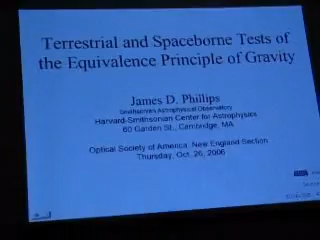 Terrestrial and Spaceborne Tests of
the Equivalence Principle of Gravity
James D. Phillips
Smithsonian Astrophysical Observatory
Harvard-Smithsonian Center for Astrophysics
60 Garden St., Cambridge, MA
Optical Society of America New England Section
Thursday, Oct. 26, 2006